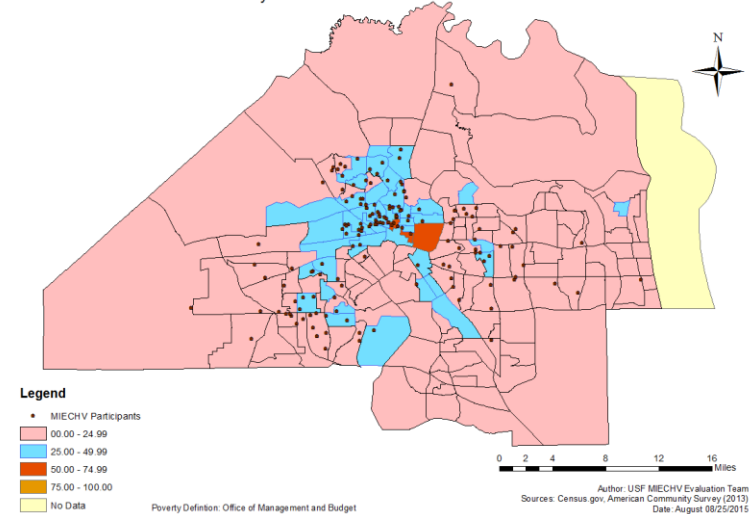 N
Legend
MIECHV Participants
00.00 - 24.99
25.00 - 49.99
50.00 - 74.99
75.00 - 100.00
No Data
Poverty Definition: Office of Management and Budget
0 2 4 8 12 16
Miles
Author: USF MIECHV Evaluation Team
Sources: Census.gov, American Community Survey (2013)
Date: August 08/25/2015